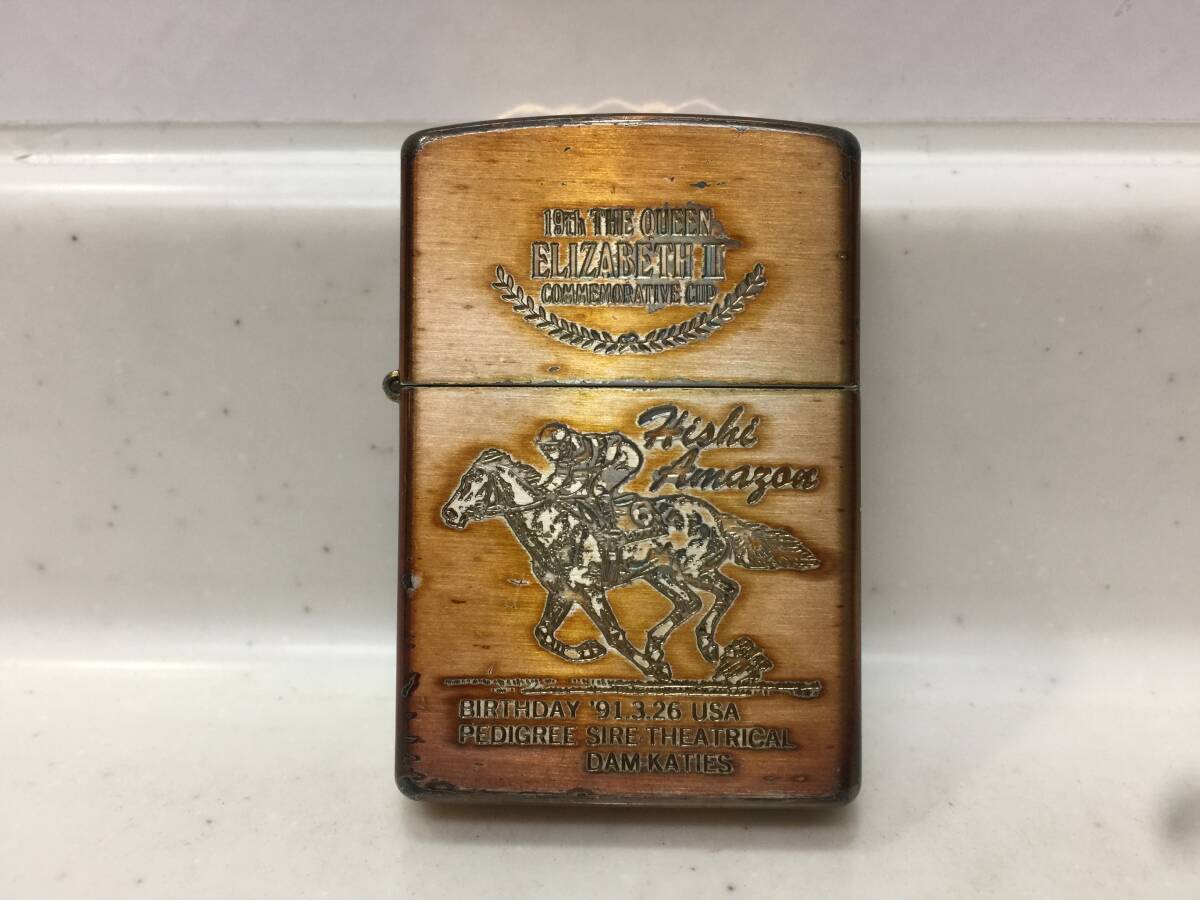 19th THE QUEEN
ELIZABETH II
COMMEMORATIVE CUP
Hishi
Amazon
6
BIRTHDAY '91.3.26 USA
PEDIGREE SIRE-THEATRICAL
DAM-KATIES